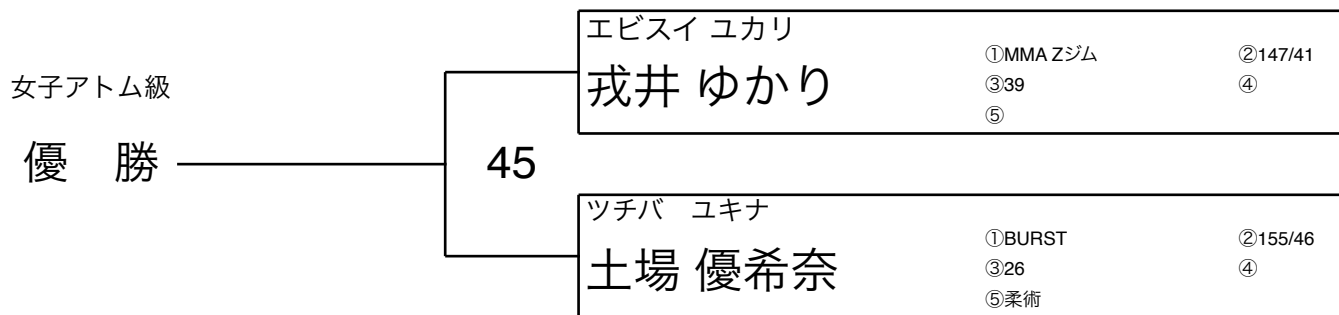 女子アトム級
優　勝
45
エビスイ ユカリ
戎井 ゆかり
①MMA Zジム ②147/41
③39 ④
⑤
ツチバ　ユキナ
土場 優希奈
①BURST ②155/46
③26 ④
⑤柔術